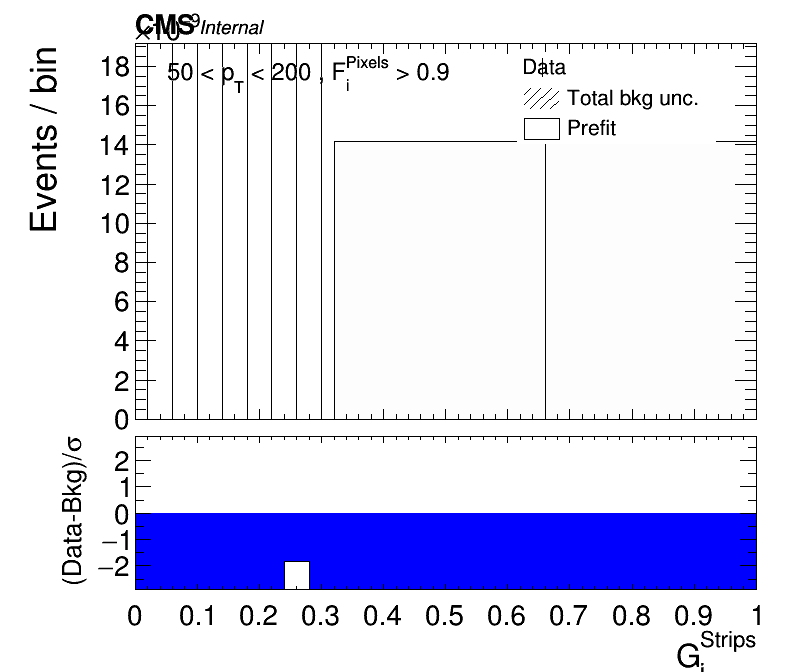 CMS Internal
×10⁹
50 < p_T < 200 , F_i^Pixels > 0.9
Data
Total bkg unc.
Prefit
Events / bin
18
16
14
12
10
8
6
4
2
0
(Data-Bkg)/σ
2
1
0
−1
−2
0 0.1 0.2 0.3 0.4 0.5 0.6 0.7 0.8 0.9 1
G_i^Strips